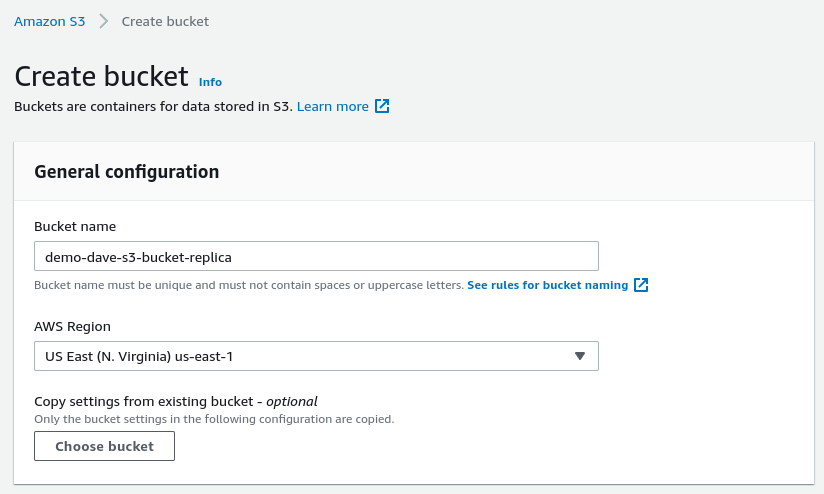 Amazon S3 > Create bucket
Create bucket Info
Buckets are containers for data stored in S3. Learn more
General configuration
Bucket name
demo-dave-s3-bucket-replica
Bucket name must be unique and must not contain spaces or uppercase letters. See rules for bucket naming
AWS Region
US East (N. Virginia) us-east-1
Copy settings from existing bucket - optional
Only the bucket settings in the following configuration are copied.
Choose bucket